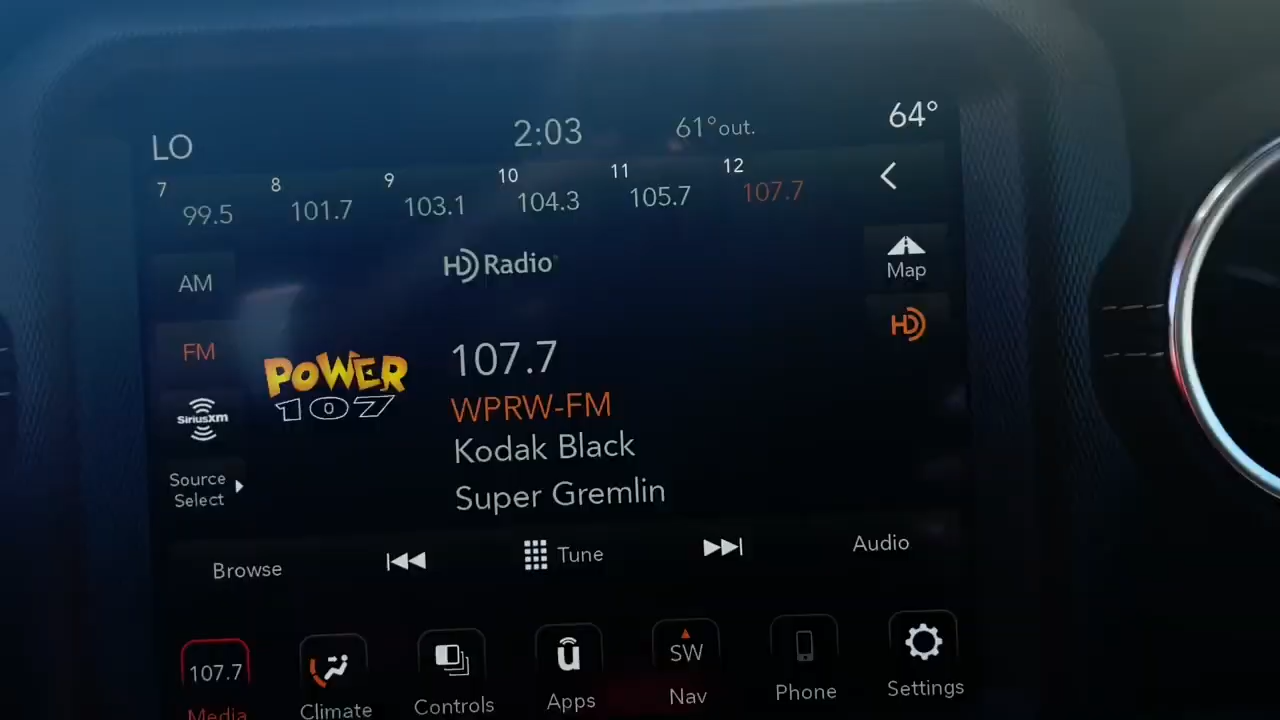 LO 2:03 61°out. 64°
7 8 9 10 11 12
99.5 101.7 103.1 104.3 105.7 107.7
HD Radio
AM
Map
FM
HD
POWER
107
107.7
WPRW-FM
SiriusXM
Kodak Black
Source
Select
Super Gremlin
Browse Tune Audio
107.7 SW
Media Climate Controls Apps Nav Phone Settings